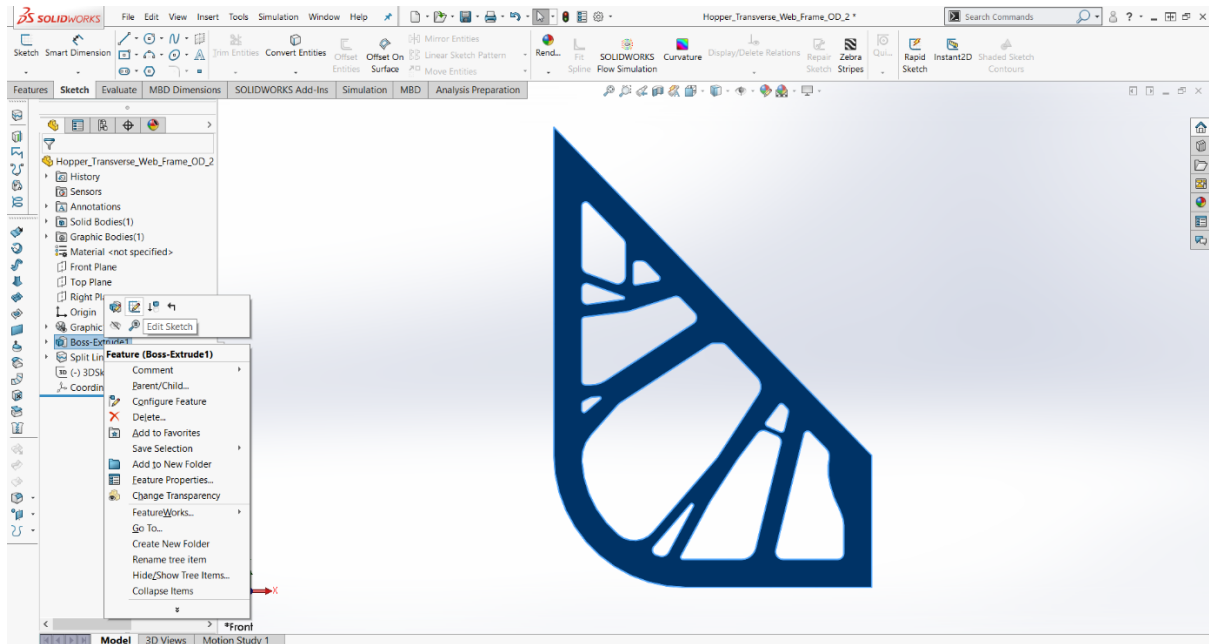 SOLIDWORKS File Edit View Insert Tools Simulation Window Help Hopper_Transverse_Web_Frame_OD_2 * Search Commands
Sketch Smart Dimension Trim Entities Convert Entities Offset Entities Offset On Surface Mirror Entities Linear Sketch Pattern Move Entities Rend... Fit Spline SOLIDWORKS Flow Simulation Curvature Display/Delete Relations Repair Sketch Zebra Stripes Qui... Rapid Sketch Instant2D Shaded Sketch Contours
Features Sketch Evaluate MBD Dimensions SOLIDWORKS Add-Ins Simulation MBD Analysis Preparation
Hopper_Transverse_Web_Frame_OD_2
History
Sensors
Annotations
Solid Bodies(1)
Graphic Bodies(1)
Material <not specified>
Front Plane
Top Plane
Right Pl
Origin
Graphic
Edit Sketch
Boss-Extrude1
Split Lin
(-) 3DSk
Coordin
Feature (Boss-Extrude1)
Comment
Parent/Child...
Configure Feature
Delete...
Add to Favorites
Save Selection
Add to New Folder
Feature Properties...
Change Transparency
FeatureWorks...
Go To...
Create New Folder
Rename tree item
Hide/Show Tree Items...
Collapse Items
X
*Front
Model 3D Views Motion Study 1